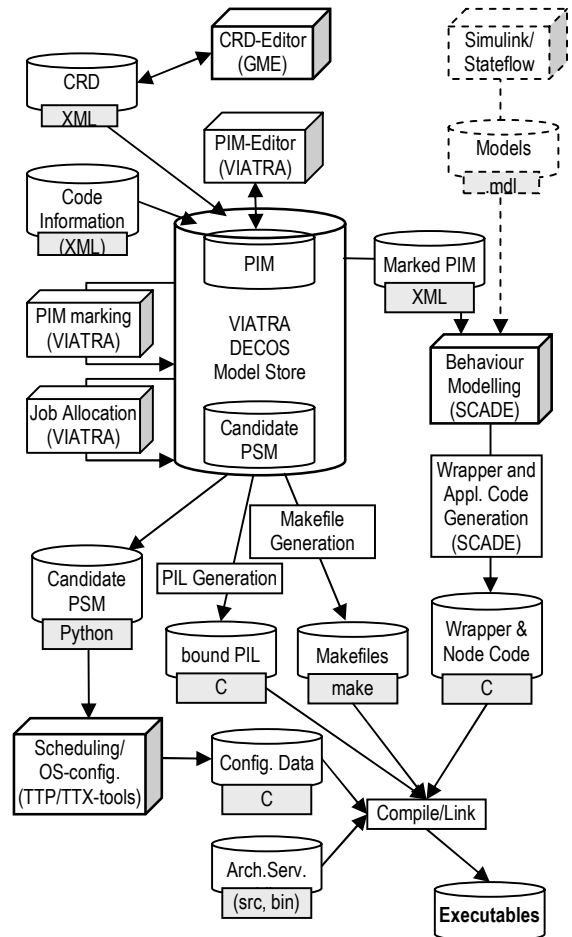 CRD-Editor
(GME)
Simulink/
Stateflow
CRD
XML
PIM-Editor
(VIATRA)
Models
.mdl
Code
Information
(XML)
PIM
Marked PIM
XML
PIM marking
(VIATRA)
VIATRA
DECOS
Model Store
Behaviour
Modelling
(SCADE)
Job Allocation
(VIATRA)
Candidate
PSM
Wrapper and
Appl. Code
Generation
(SCADE)
Makefile
Generation
PIL Generation
Candidate
PSM
Python
bound PIL
C
Makefiles
make
Wrapper &
Node Code
C
Scheduling/
OS-config.
(TTP/TTX-tools)
Config. Data
C
Compile/Link
Arch.Serv.
(src, bin)
Executables